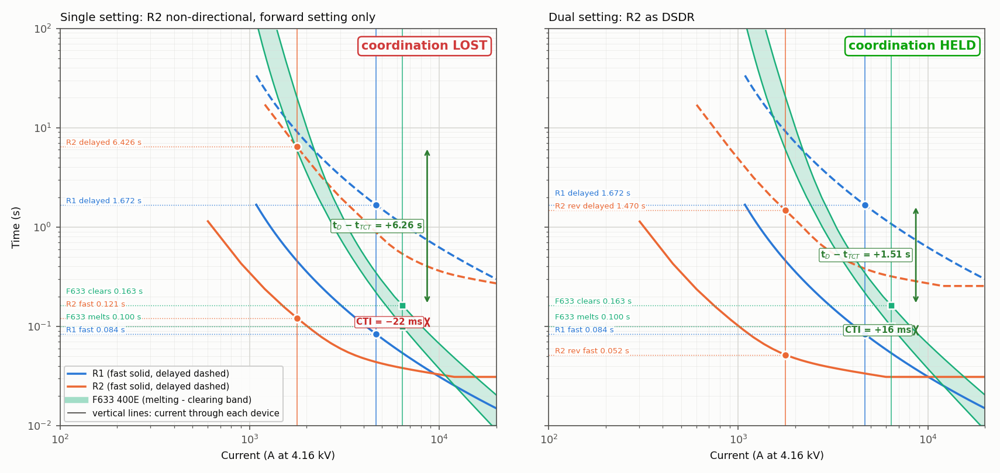 Single setting: R2 non-directional, forward setting only
coordination LOST
10²
10¹
10⁰
10⁻¹
10⁻²
Time (s)
R2 delayed 6.426 s
R1 delayed 1.672 s
t_D − t_TCT = +6.26 s
F633 clears 0.163 s
R2 fast 0.121 s
F633 melts 0.100 s
CTI = −22 ms
R1 fast 0.084 s
R1 (fast solid, delayed dashed)
R2 (fast solid, delayed dashed)
F633 400E (melting - clearing band)
vertical lines: current through each device
10²
10³
10⁴
Current (A at 4.16 kV)
Dual setting: R2 as DSDR
coordination HELD
R1 delayed 1.672 s
R2 rev delayed 1.470 s
t_D − t_TCT = +1.51 s
F633 clears 0.163 s
F633 melts 0.100 s
CTI = +16 ms
R1 fast 0.084 s
R2 rev fast 0.052 s
10²
10³
10⁴
Current (A at 4.16 kV)